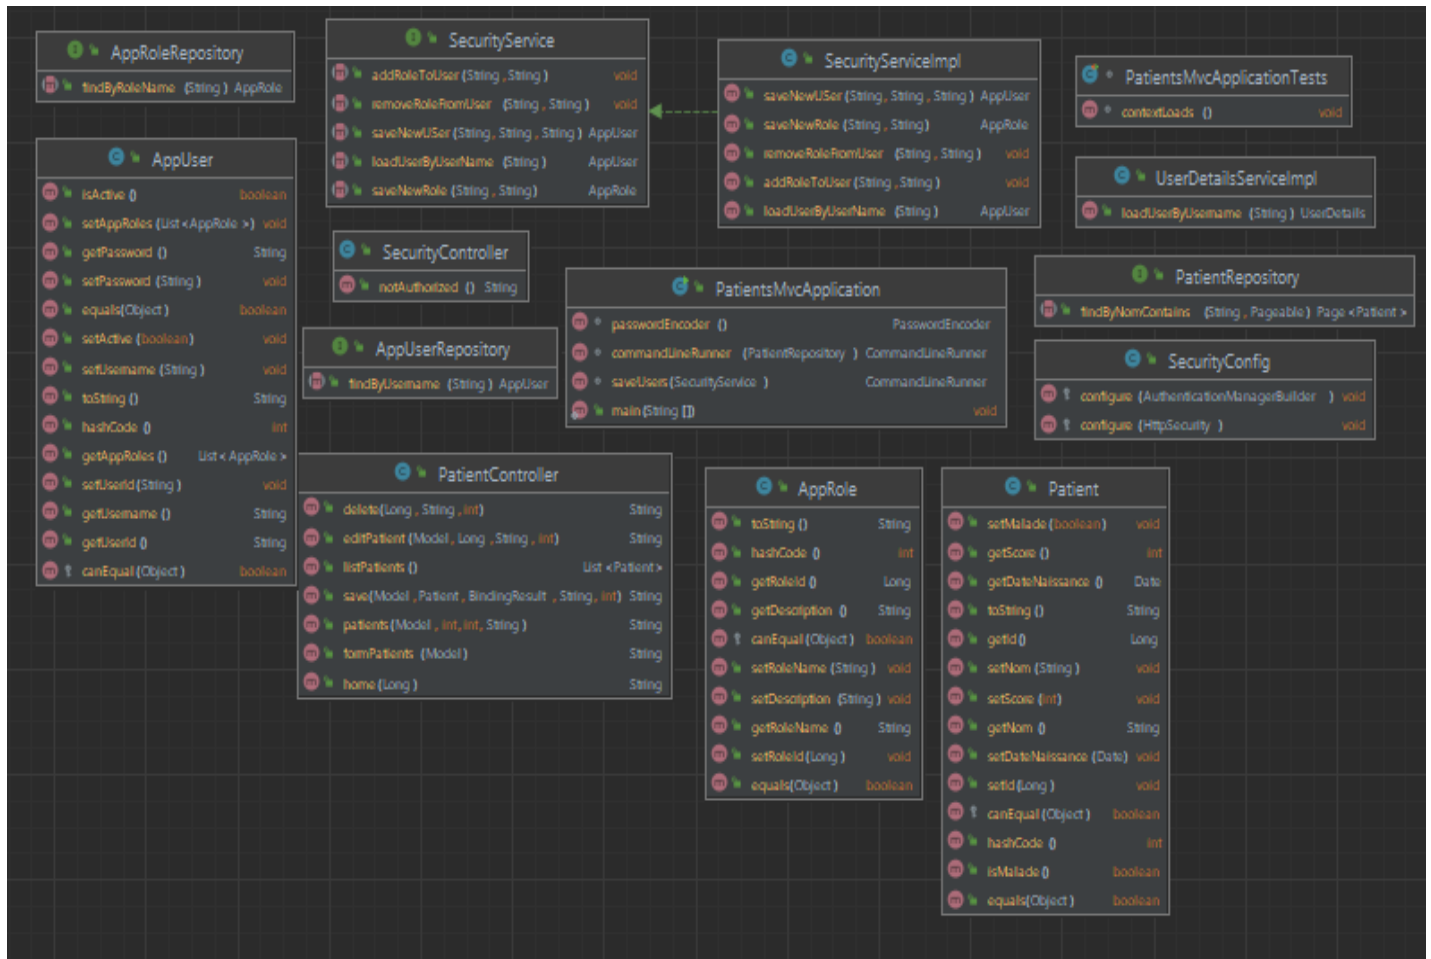 AppRoleRepository
findByRoleName (String) AppRole
AppUser
isActive () boolean
setAppRoles (List <AppRole >) void
getPassword () String
setPassword (String ) void
equals(Object) boolean
setActive (boolean) void
setUsername (String ) void
toString () String
hashCode () int
getAppRoles () List < AppRole >
setUserId(String ) void
getUsername () String
getUserId () String
canEqual (Object ) boolean
SecurityService
addRoleToUser (String , String ) void
removeRoleFromUser (String , String ) void
saveNewUSer (String, String , String ) AppUser
loadUserByUserName (String ) AppUser
saveNewRole (String , String) AppRole
SecurityController
notAuthorized () String
AppUserRepository
findByUsername (String ) AppUser
SecurityServiceImpl
saveNewUSer (String, String , String ) AppUser
saveNewRole (String , String) AppRole
removeRoleFromUser (String , String ) void
addRoleToUser (String , String ) void
loadUserByUserName (String ) AppUser
PatientsMvcApplicationTests
contextLoads () void
UserDetailsServiceImpl
loadUserByUsername (String ) UserDetails
PatientsMvcApplication
passwordEncoder () PasswordEncoder
commandLineRunner (PatientRepository ) CommandLineRunner
saveUsers(SecurityService ) CommandLineRunner
main (String []) void
PatientRepository
findByNomContains (String , Pageable) Page <Patient >
SecurityConfig
configure (AuthenticationManagerBuilder ) void
configure (HttpSecurity ) void
PatientController
delete(Long , String , int) String
editPatient (Model , Long , String , int) String
listPatients () List <Patient >
save(Model , Patient , BindingResult , String , int) String
patients (Model , int, int, String ) String
formPatients (Model ) String
home (Long ) String
AppRole
toString () String
hashCode () int
getRoleId () Long
getDescription () String
canEqual (Object ) boolean
setRoleName (String ) void
setDescription (String ) void
getRoleName () String
setRoleId (Long ) void
equals(Object ) boolean
Patient
setMalade (boolean ) void
getScore () int
getDateNaissance () Date
toString () String
getId () Long
setNom (String ) void
setScore (int) void
getNom () String
setDateNaissance (Date) void
setId (Long ) void
canEqual (Object ) boolean
hashCode () int
isMalade () boolean
equals(Object ) boolean